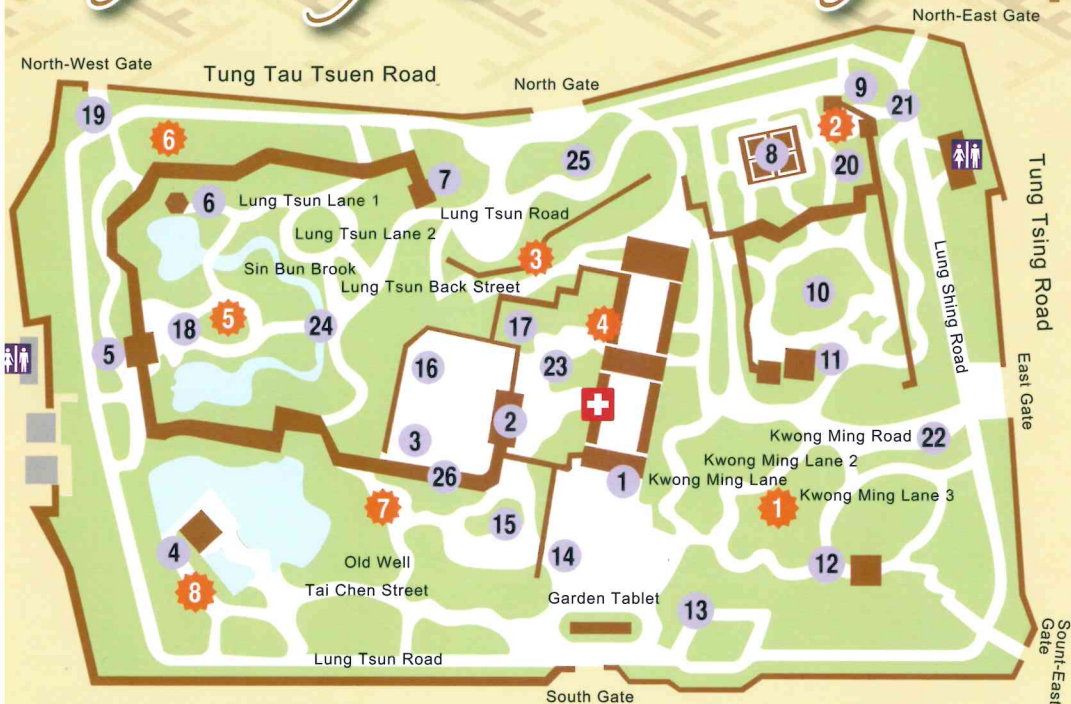 North-East Gate
North-West Gate
Tung Tau Tsuen Road
North Gate
9
21
19
6
2
8
20
25
7
6
Lung Tsun Lane 1
Lung Tsun Road
Lung Tsun Lane 2
3
Tung Tsing Road
Sin Bun Brook
Lung Tsun Back Street
10
Lung Shing Road
5
18
24
17
4
5
16
23
11
East Gate
2
3
Kwong Ming Road
22
Kwong Ming Lane 2
26
1
Kwong Ming Lane
Kwong Ming Lane 3
7
1
15
4
Old Well
14
12
8
Tai Chen Street
Garden Tablet
13
Sount-East
Gate
Lung Tsun Road
South Gate